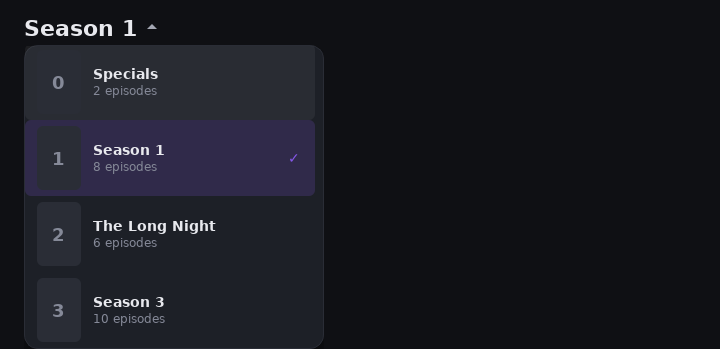 Season 1
0
Specials
2 episodes
1
Season 1
8 episodes
✓
2
The Long Night
6 episodes
3
Season 3
10 episodes